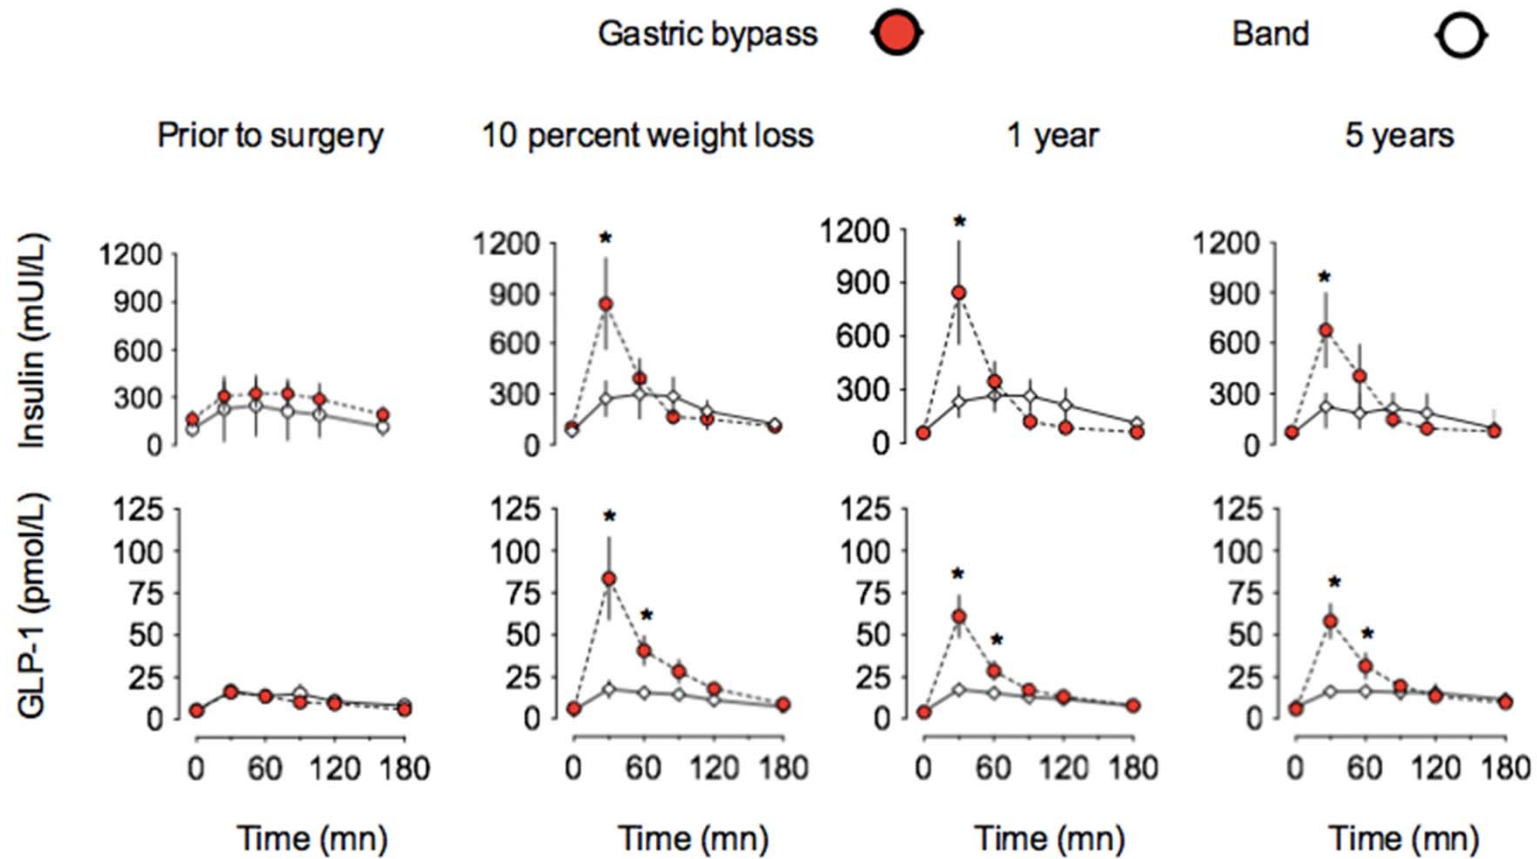 Gastric bypass Band
Prior to surgery 10 percent weight loss 1 year 5 years
Insulin (mUI/L)
1200 1200 1200 1200
900 900 900 900
600 600 600 600
300 300 300 300
0 0 0 0
* * *
GLP-1 (pmol/L)
125 125 125 125
100 100 100 100
75 75 75 75
50 50 50 50
25 25 25 25
0 0 0 0
* * * * * *
0 60 120 180 0 60 120 180 0 60 120 180 0 60 120 180
Time (mn) Time (mn) Time (mn) Time (mn)